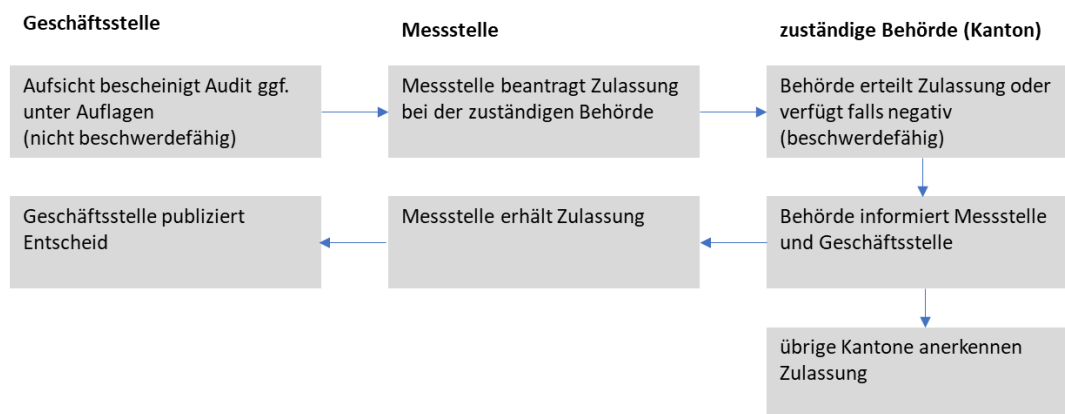 Geschäftsstelle
Messstelle
zuständige Behörde (Kanton)
Aufsicht bescheinigt Audit ggf.
unter Auflagen
(nicht beschwerdefähig)
Messstelle beantragt Zulassung
bei der zuständigen Behörde
Behörde erteilt Zulassung oder
verfügt falls negativ
(beschwerdefähig)
Geschäftsstelle publiziert
Entscheid
Messstelle erhält Zulassung
Behörde informiert Messstelle
und Geschäftsstelle
übrige Kantone anerkennen
Zulassung